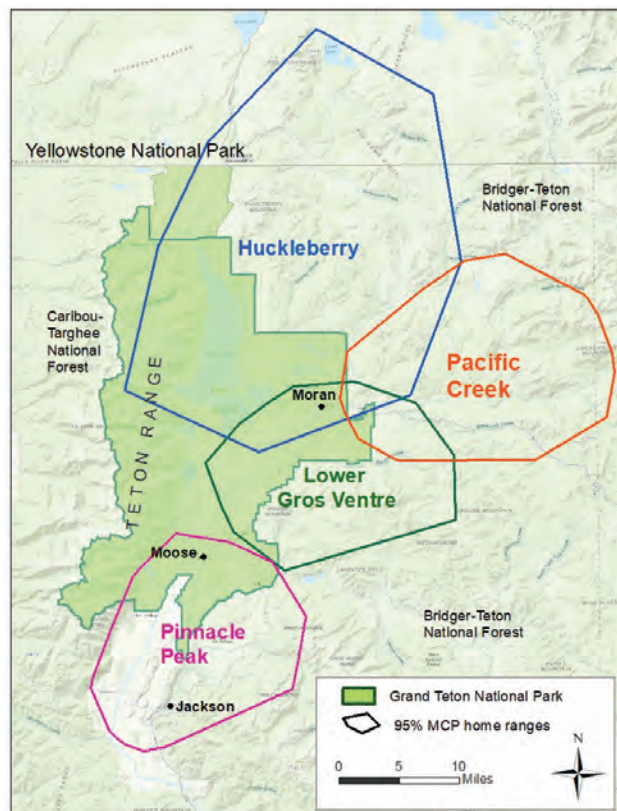 Yellowstone National Park
Bridger-Teton
National Forest
Huckleberry
Caribou-
Targhee
National
Forest
TETON RANGE
Pacific
Creek
Moran
Lower
Gros Ventre
Moose
Pinnacle
Peak
Bridger-Teton
National Forest
Jackson
Grand Teton National Park
95% MCP home ranges
N
0 5 10
Miles